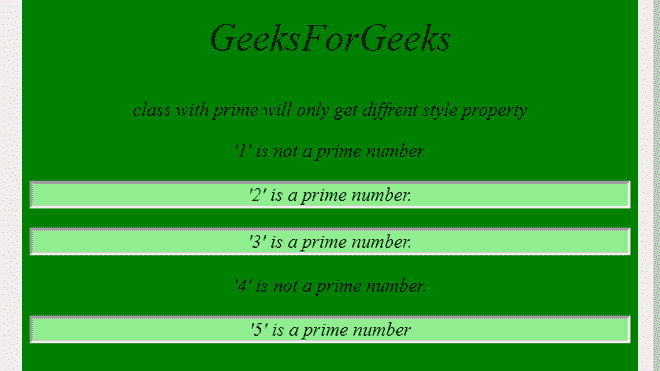 GeeksForGeeks
class with prime will only get diffrent style property
'1' is not a prime number.
'2' is a prime number.
'3' is a prime number.
'4' is not a prime number.
'5' is a prime number